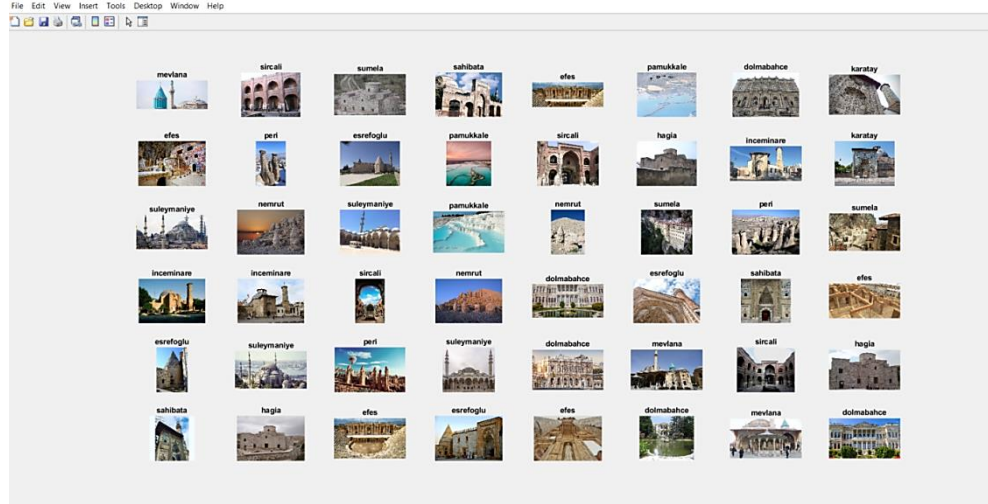 File Edit View Insert Tools Desktop Window Help
mevlana sircali sumela sahibata efes pamukkale dolmabahce karatay
efes peri esrefoglu pamukkale sircali hagia inceminare karatay
suleymaniye nemrut suleymaniye pamukkale nemrut sumela peri sumela
inceminare inceminare sircali nemrut dolmabahce esrefoglu sahibata efes
esrefoglu suleymaniye peri suleymaniye dolmabahce mevlana sircali hagia
sahibata hagia efes esrefoglu efes dolmabahce mevlana dolmabahce